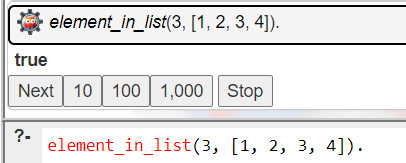 element_in_list(3, [1, 2, 3, 4]).
true
Next 10 100 1,000 Stop
?- element_in_list(3, [1, 2, 3, 4]).